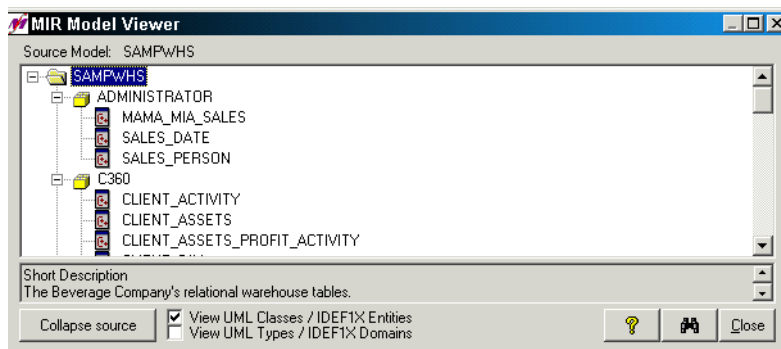 MIR Model Viewer
Source Model: SAMPWHS
SAMPWHS
ADMINISTRATOR
MAMA_MIA_SALES
SALES_DATE
SALES_PERSON
C360
CLIENT_ACTIVITY
CLIENT_ASSETS
CLIENT_ASSETS_PROFIT_ACTIVITY
Short Description
The Beverage Company's relational warehouse tables.
Collapse source
View UML Classes / IDEF1X Entities
View UML Types / IDEF1X Domains
Close